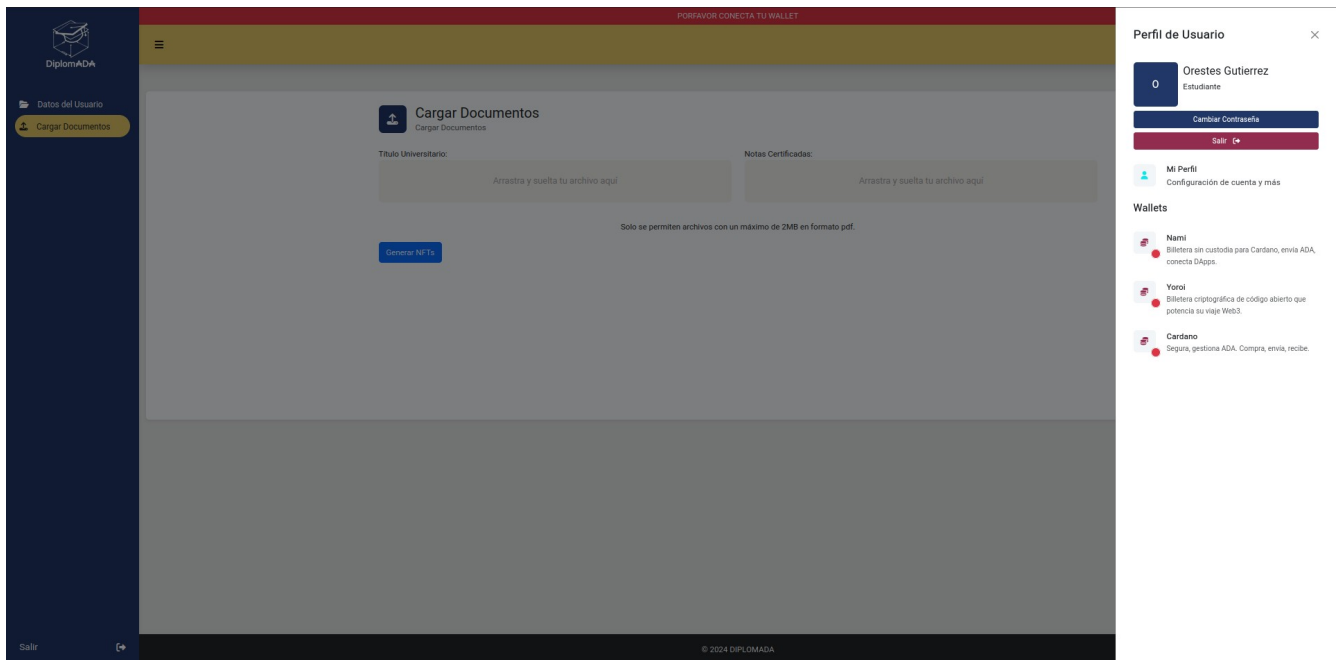 DiplomADA
Datos del Usuario
Cargar Documentos
Salir
PORFAVOR CONECTA TU WALLET
Cargar Documentos
Cargar Documentos
Título Universitario:
Arrastra y suelta tu archivo aquí
Notas Certificadas:
Arrastra y suelta tu archivo aquí
Solo se permiten archivos con un máximo de 2MB en formato pdf.
Generar NFTs
© 2024 DIPLOMADA
Perfil de Usuario
O
Orestes Gutierrez
Estudiante
Cambiar Contraseña
Salir
Mi Perfil
Configuración de cuenta y más
Wallets
Nami
Billetera sin custodia para Cardano, envía ADA,
conecta DApps.
Yoroi
Billetera criptográfica de código abierto que
potencia su viaje Web3.
Cardano
Segura, gestiona ADA. Compra, envía, recibe.